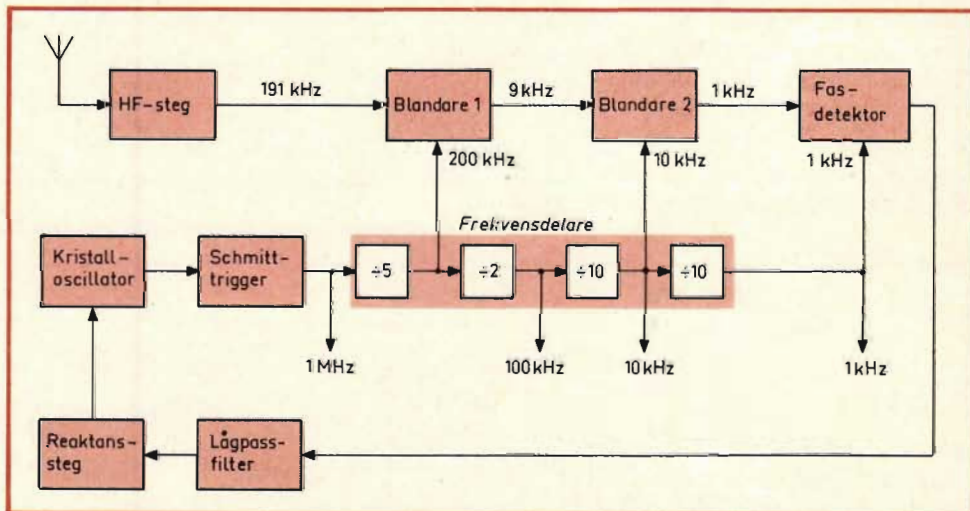 HF-steg
191 kHz
Blandare 1
9 kHz
Blandare 2
1 kHz
Fas-
detektor
200 kHz
10 kHz
1 kHz
Frekvensdelare
Kristall-
oscillator
Schmitt-
trigger
÷5
÷2
÷10
÷10
1 MHz
100 kHz
10 kHz
1 kHz
Reaktans-
steg
Lågpass-
filter